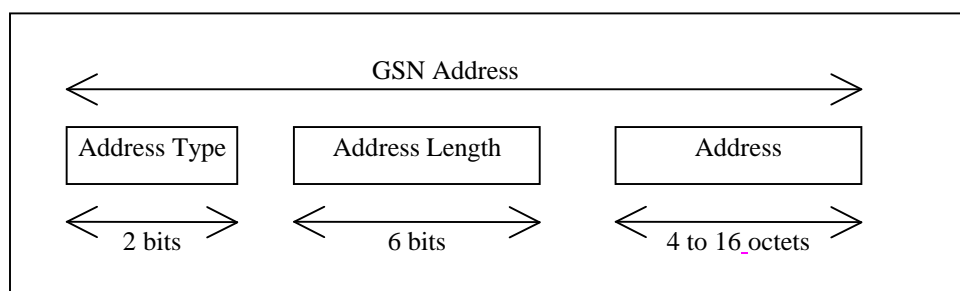 GSN Address
Address Type Address Length Address
2 bits 6 bits 4 to 16 octets